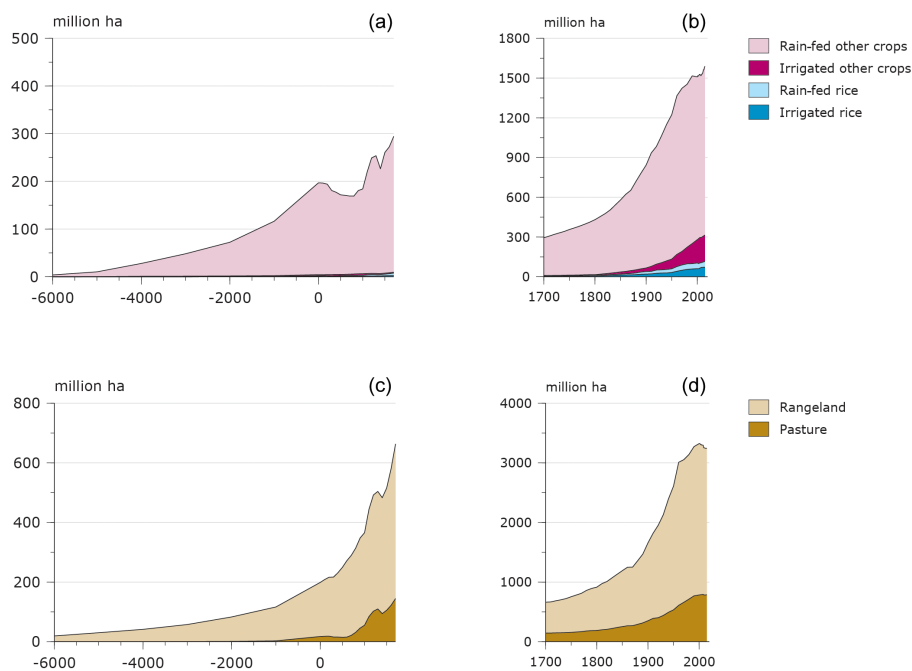 million ha (a)
500
400
300
200
100
0
-6000 -4000 -2000 0
million ha (b)
1800
1500
1200
900
600
300
0
1700 1800 1900 2000
Rain-fed other crops
Irrigated other crops
Rain-fed rice
Irrigated rice
million ha (c)
800
600
400
200
0
-6000 -4000 -2000 0
million ha (d)
4000
3000
2000
1000
0
1700 1800 1900 2000
Rangeland
Pasture